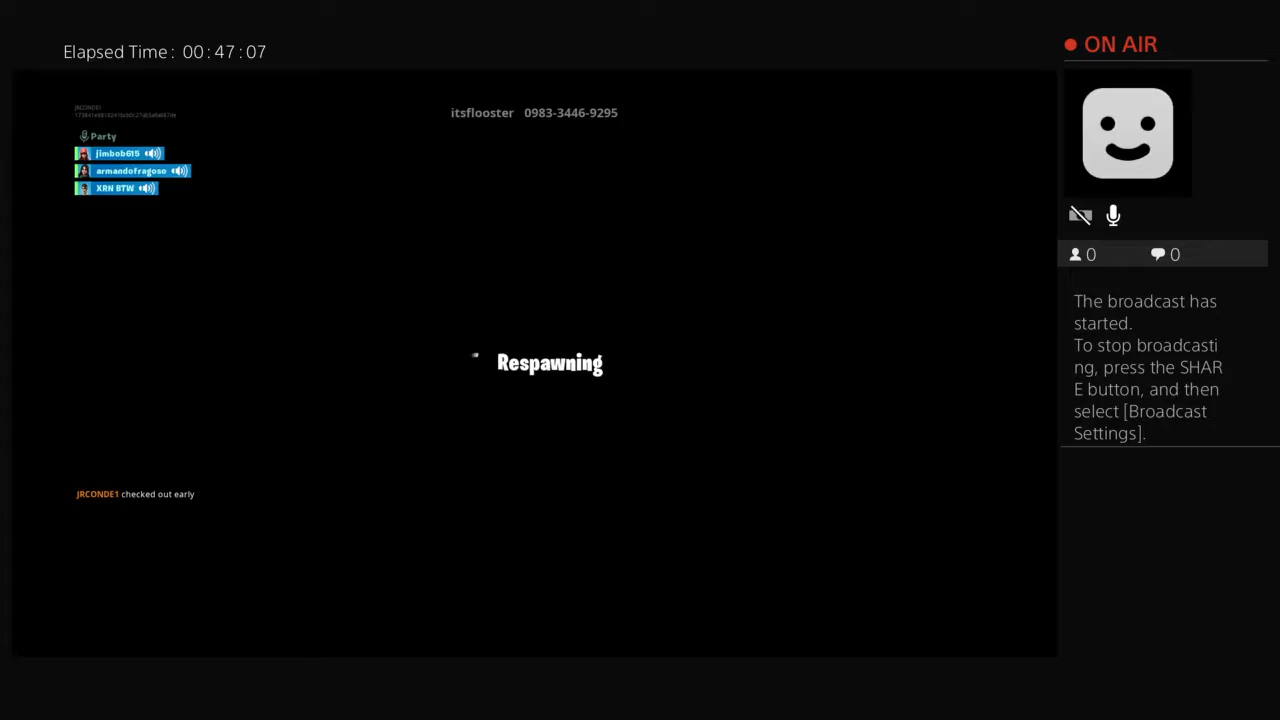 Elapsed Time: 00:47:07
ON AIR
JRCONDE1
itsflooster 0983-3446-9295
Party
jimbob615
armandofragoso
XRN BTW
0 0
The broadcast has
started.
To stop broadcasti
ng, press the SHAR
E button, and then
select [Broadcast
Settings].
Respawning
JRCONDE1 checked out early